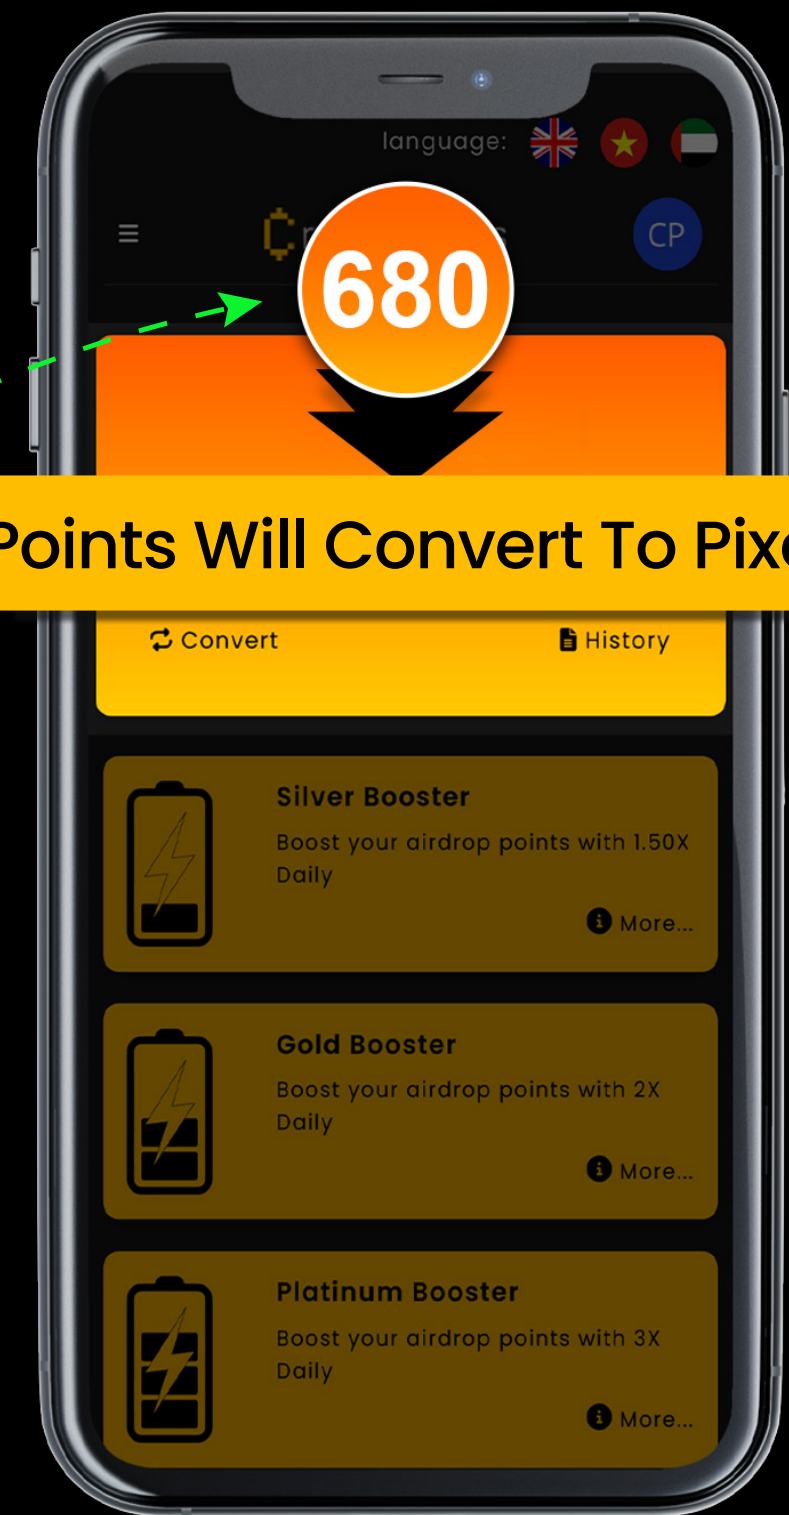 language:
CP
680
Points Will Convert To
Convert
History
Silver Booster
Boost your airdrop points with 1.50X
Daily
More...
Gold Booster
Boost your airdrop points with 2X
Daily
More...
Platinum Booster
Boost your airdrop points with 3X
Daily
More...